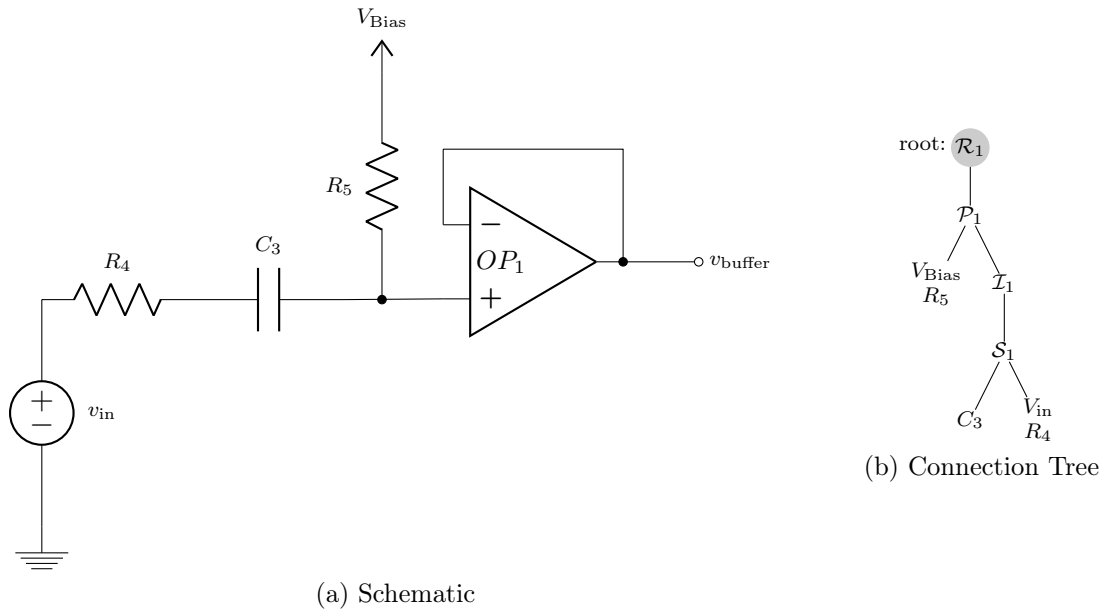 V_Bias
R_5
C_3
R_4
−
OP_1
+
v_buffer
+
−
v_in
(a) Schematic
root: ℛ_1
𝒫_1
V_Bias
R_5
ℐ_1
𝒮_1
C_3
V_in
R_4
(b) Connection Tree